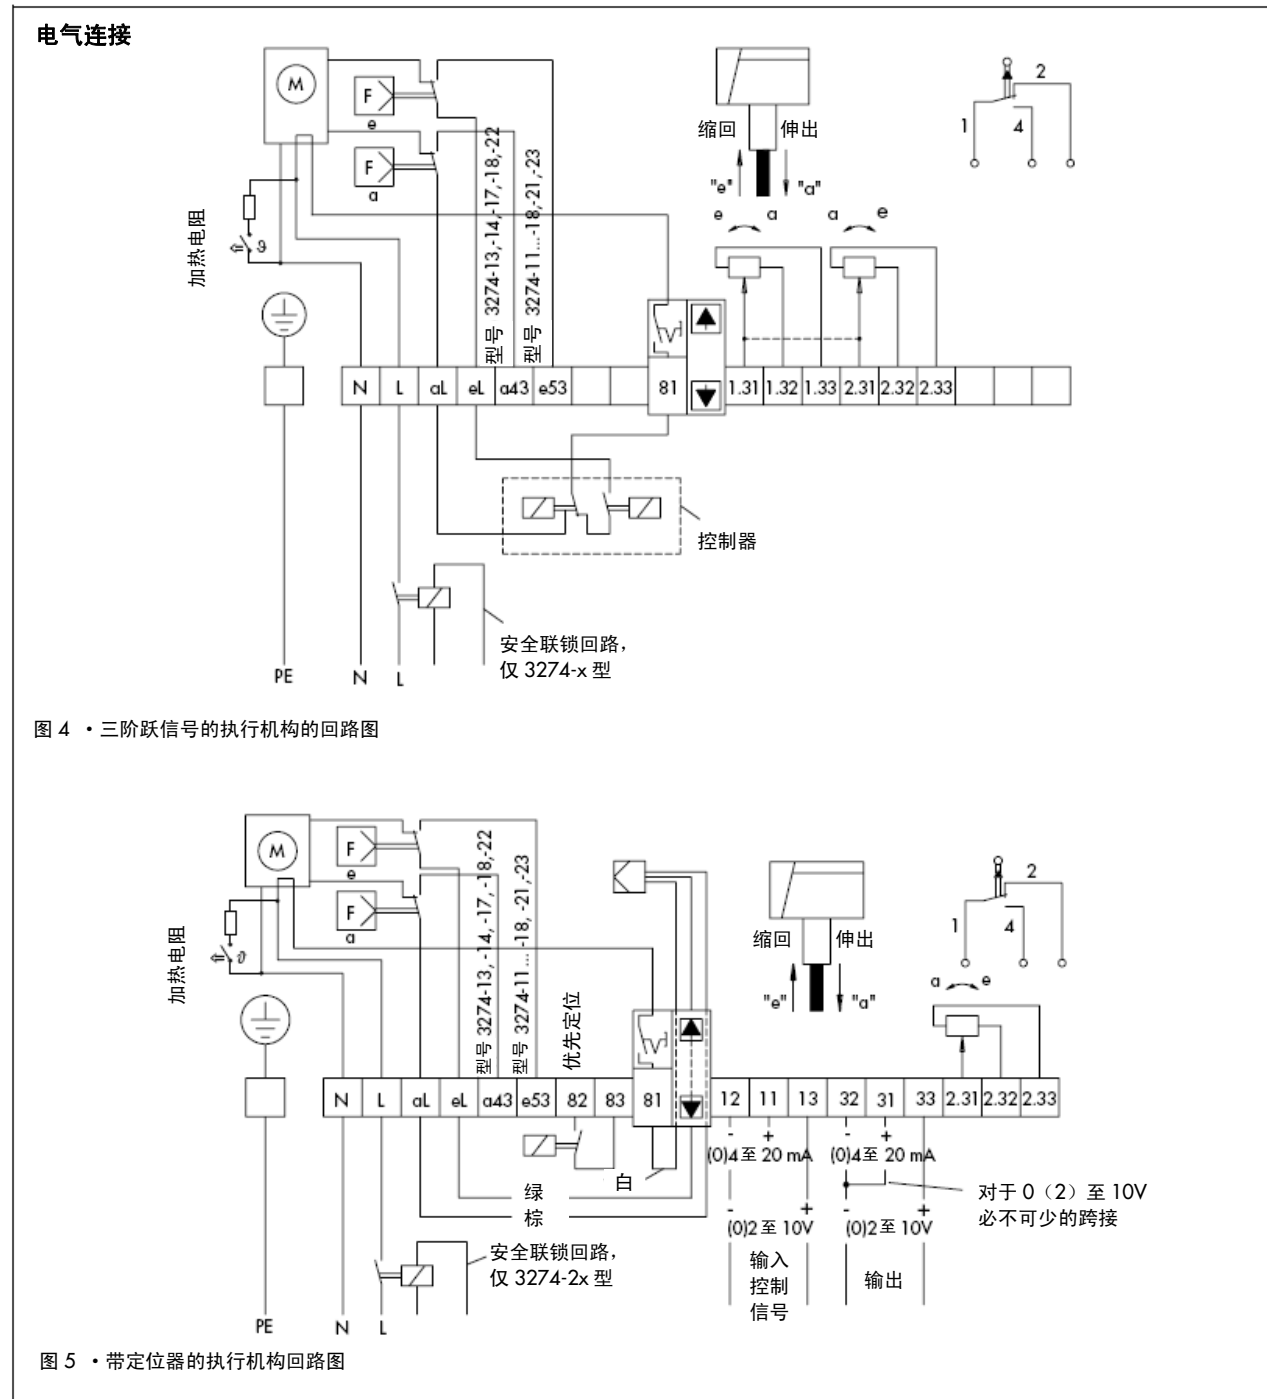 电气连接
M
F
e
F
a
加热电阻
ϑ
型号 3274-13,-14,-17,-18,-22
型号 3274-11...-18,-21,-23
缩回
伸出
"e"
"a"
e a
a e
1
2
4
N L aL eL a43 e53 81 1.31 1.32 1.33 2.31 2.32 2.33
控制器
安全联锁回路，
仅 3274-x 型
PE N L
图 4 •三阶跃信号的执行机构的回路图
M
F
e
F
a
加热电阻
ϑ
型号 3274-13, -14, -17, -18,-22
型号 3274-11...-18, -21,-23
优先定位
缩回
伸出
"e"
"a"
1
2
4
a e
N L aL eL a43 e53 82 83 81 12 11 13 32 31 33 2.31 2.32 2.33
- + - +
(0)4至 20 mA (0)4至 20 mA
白
绿
棕
对于 0（2）至 10V
必不可少的跨接
- + - +
(0)2至 10V (0)2至 10V
输入
控制
信号
输出
安全联锁回路，
仅 3274-2x 型
PE N L
图 5 •带定位器的执行机构回路图